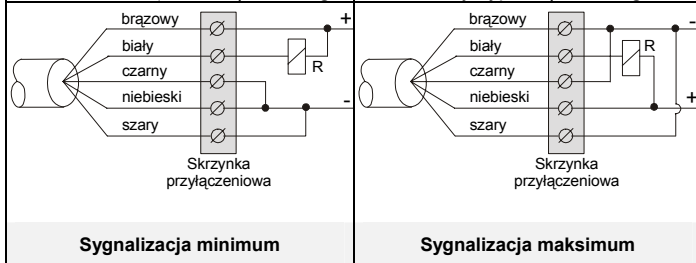 brązowy
+
biały
R
czarny
niebieski
-
szary
Skrzynka
przyłączeniowa
Sygnalizacja minimum
brązowy
-
biały
R
czarny
niebieski
+
szary
Skrzynka
przyłączeniowa
Sygnalizacja maksimum